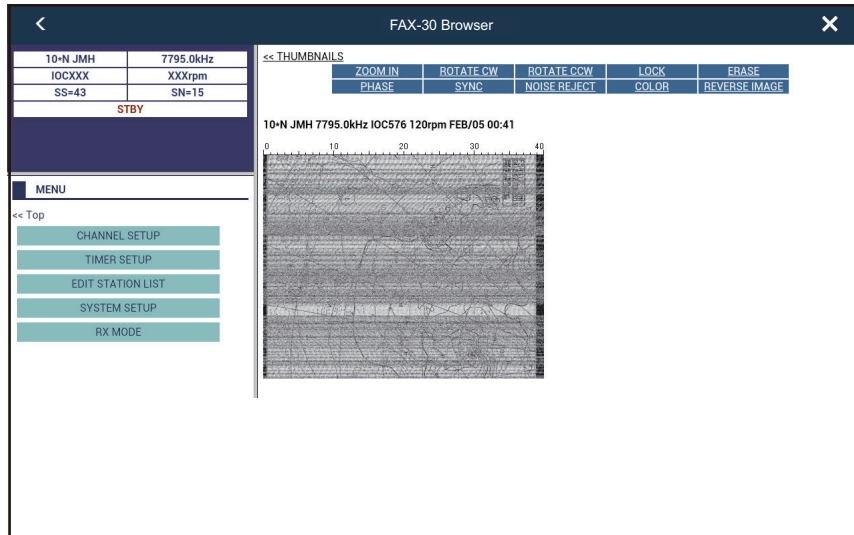 FAX-30 Browser
10*N JMH 7795.0kHz
IOCXXX XXXrpm
SS=43 SN=15
STBY
MENU
<< Top
CHANNEL SETUP
TIMER SETUP
EDIT STATION LIST
SYSTEM SETUP
RX MODE
<< THUMBNAILS
ZOOM IN ROTATE CW ROTATE CCW LOCK ERASE
PHASE SYNC NOISE REJECT COLOR REVERSE IMAGE
10*N JMH 7795.0kHz IOC576 120rpm FEB/05 00:41
0 10 20 30 40